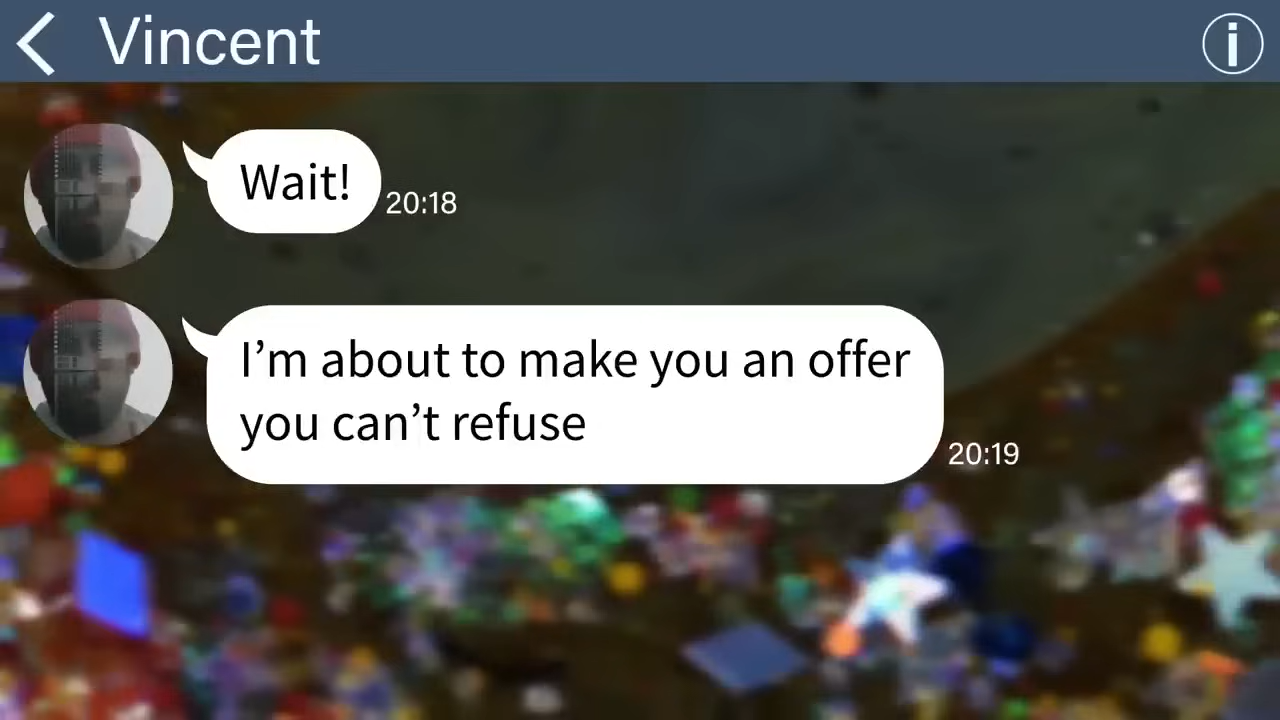 Vincent
Wait!
20:18
I’m about to make you an offer
you can’t refuse
20:19